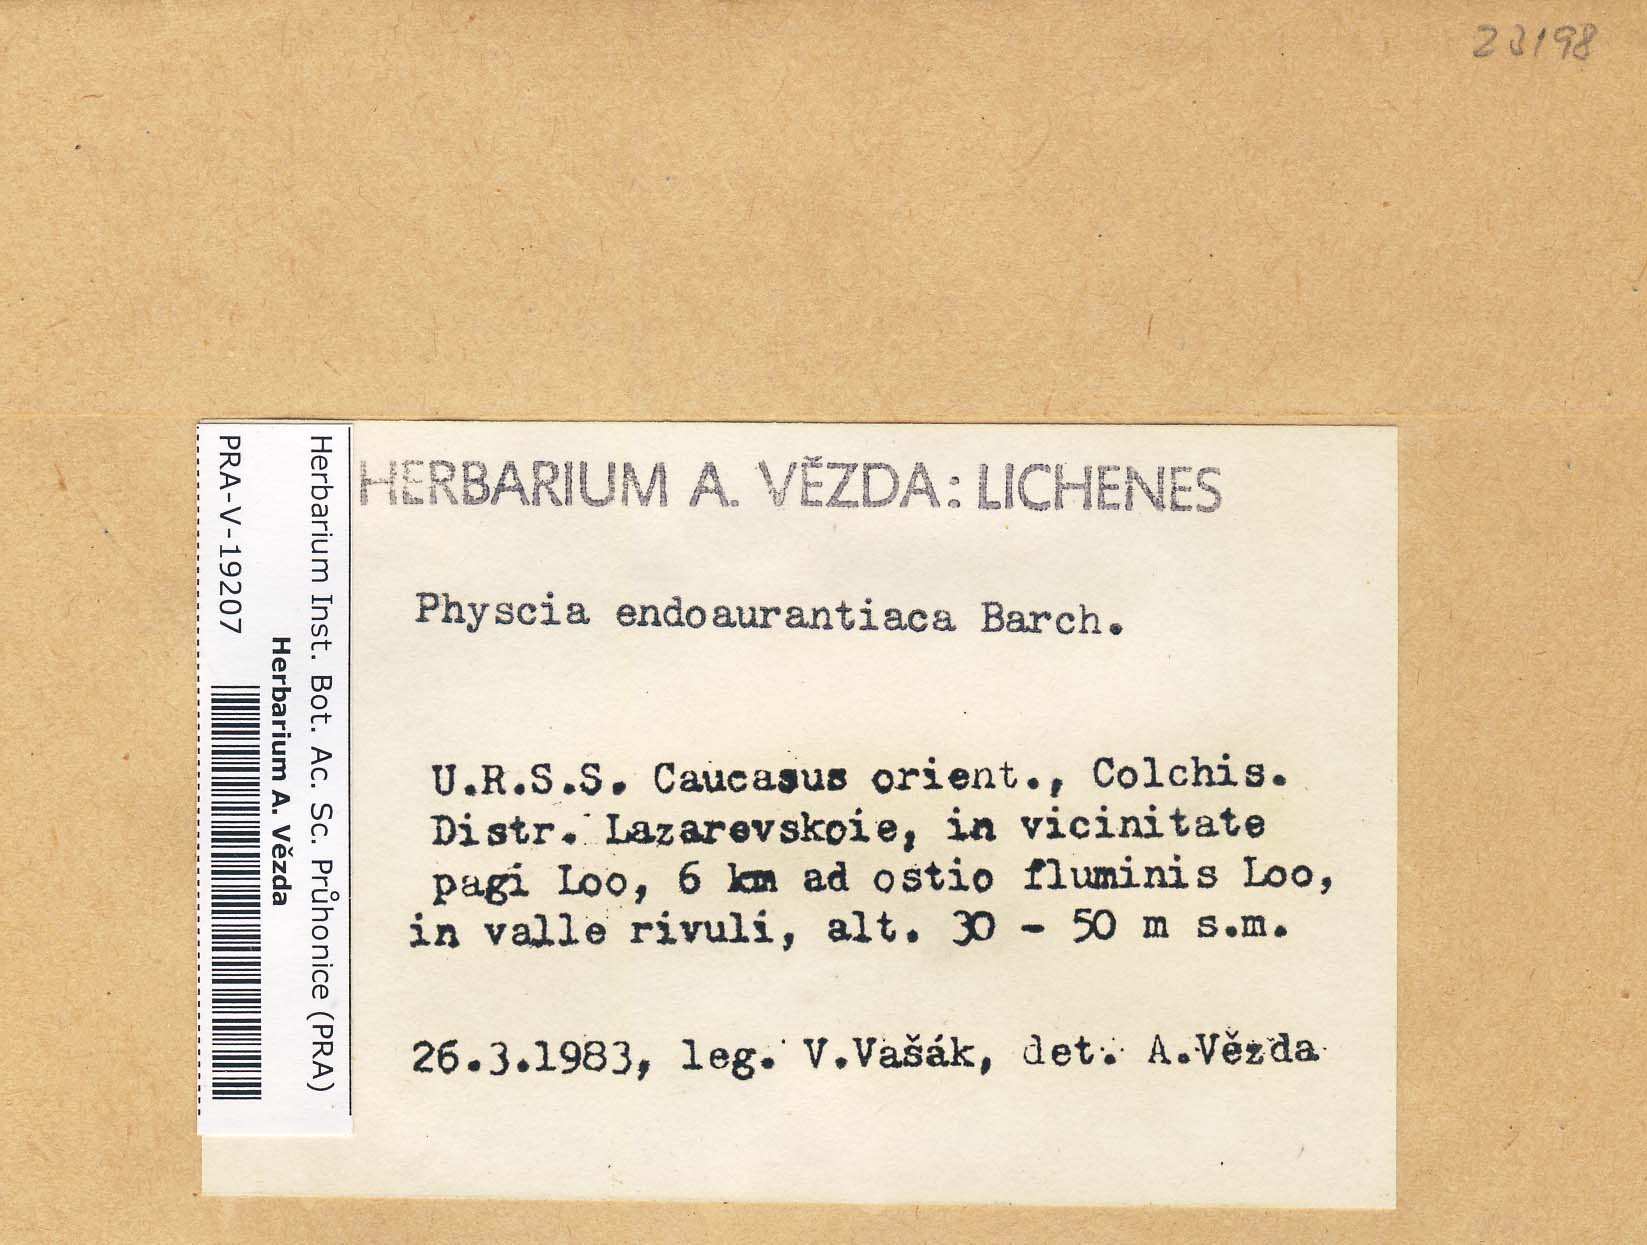 23198
HERBARIUM A. VĚZDA: LICHENES
Physcia endoaurantiaca Barch.
U.R.S.S. Caucasus orient., Colchis.
Distr. Lazarevskoie, in vicinitate
pagi Loo, 6 km ad ostio fluminis Loo,
in valle rivuli, alt. 30 - 50 m s.m.
26.3.1983, leg. V.Vašák, det. A.Vězda
Herbarium Inst. Bot. Ac. Sc. Průhonice (PRA)
Herbarium A. Vězda
PRA-V-19207